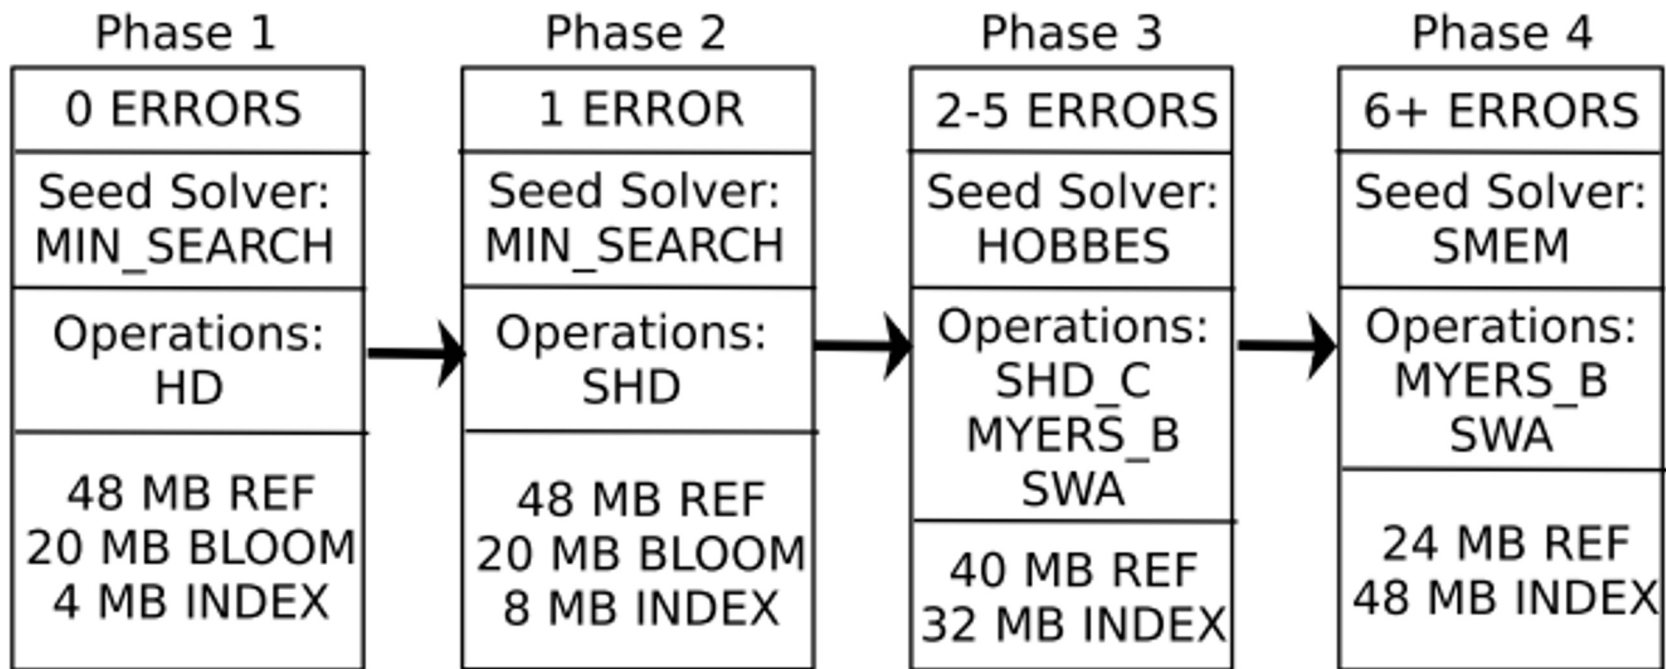 Phase 1
0 ERRORS
Seed Solver:
MIN_SEARCH
Operations:
HD
48 MB REF
20 MB BLOOM
4 MB INDEX
Phase 2
1 ERROR
Seed Solver:
MIN_SEARCH
Operations:
SHD
48 MB REF
20 MB BLOOM
8 MB INDEX
Phase 3
2-5 ERRORS
Seed Solver:
HOBBES
Operations:
SHD_C
MYERS_B
SWA
40 MB REF
32 MB INDEX
Phase 4
6+ ERRORS
Seed Solver:
SMEM
Operations:
MYERS_B
SWA
24 MB REF
48 MB INDEX